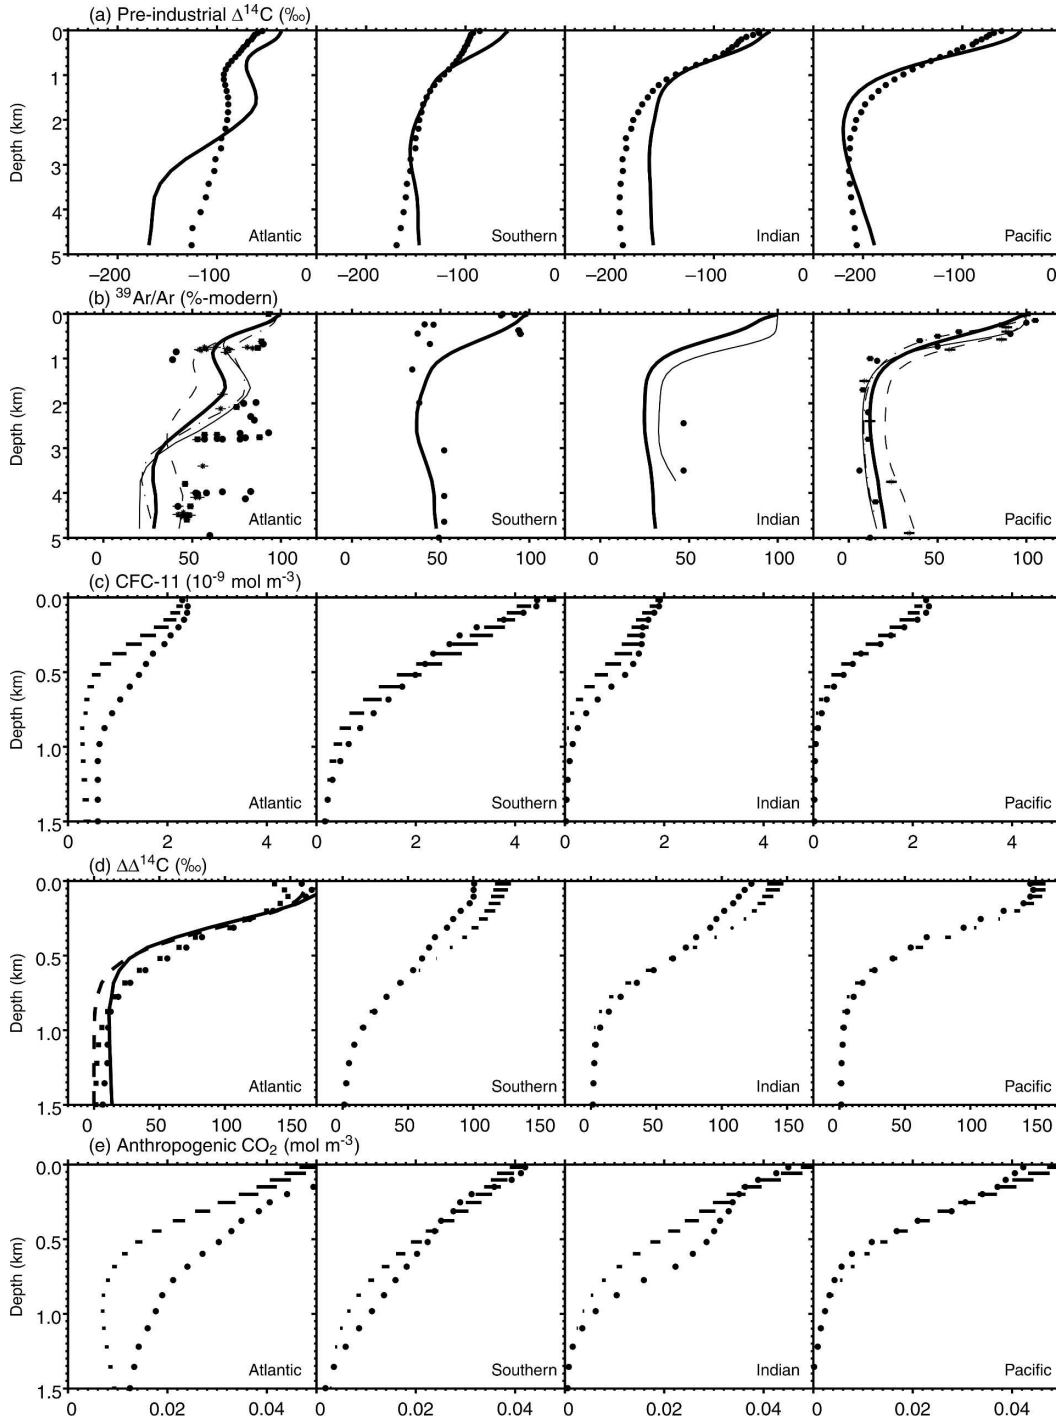 (a) Pre-industrial Δ¹⁴C (‰)
0
1
2
3
4
5
Depth (km)
Atlantic
Southern
Indian
Pacific
−200 −100 0 −200 −100 0 −200 −100 0 −200 −100 0
(b) ³⁹Ar/Ar (%-modern)
0
1
2
3
4
5
Depth (km)
Atlantic
Southern
Indian
Pacific
0 50 100 0 50 100 0 50 100 0 50 100
(c) CFC-11 (10⁻⁹ mol m⁻³)
0.0
0.5
1.0
1.5
Depth (km)
Atlantic
Southern
Indian
Pacific
0 2 4 0 2 4 0 2 4 0 2 4
(d) ΔΔ¹⁴C (‰)
0.0
0.5
1.0
1.5
Depth (km)
Atlantic
Southern
Indian
Pacific
0 50 100 150 0 50 100 150 0 50 100 150 0 50 100 150
(e) Anthropogenic CO₂ (mol m⁻³)
0.0
0.5
1.0
1.5
Depth (km)
Atlantic
Southern
Indian
Pacific
0 0.02 0.04 0 0.02 0.04 0 0.02 0.04 0 0.02 0.04